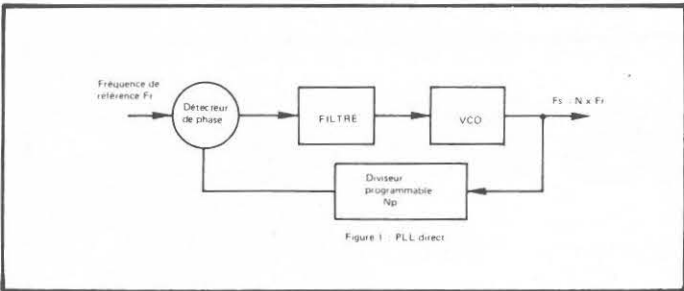 Fréquence de
référence Fr
Détecteur
de phase
FILTRE
VCO
Fs : N x Fr
Diviseur
programmable
Np
Figure 1 : PLL direct